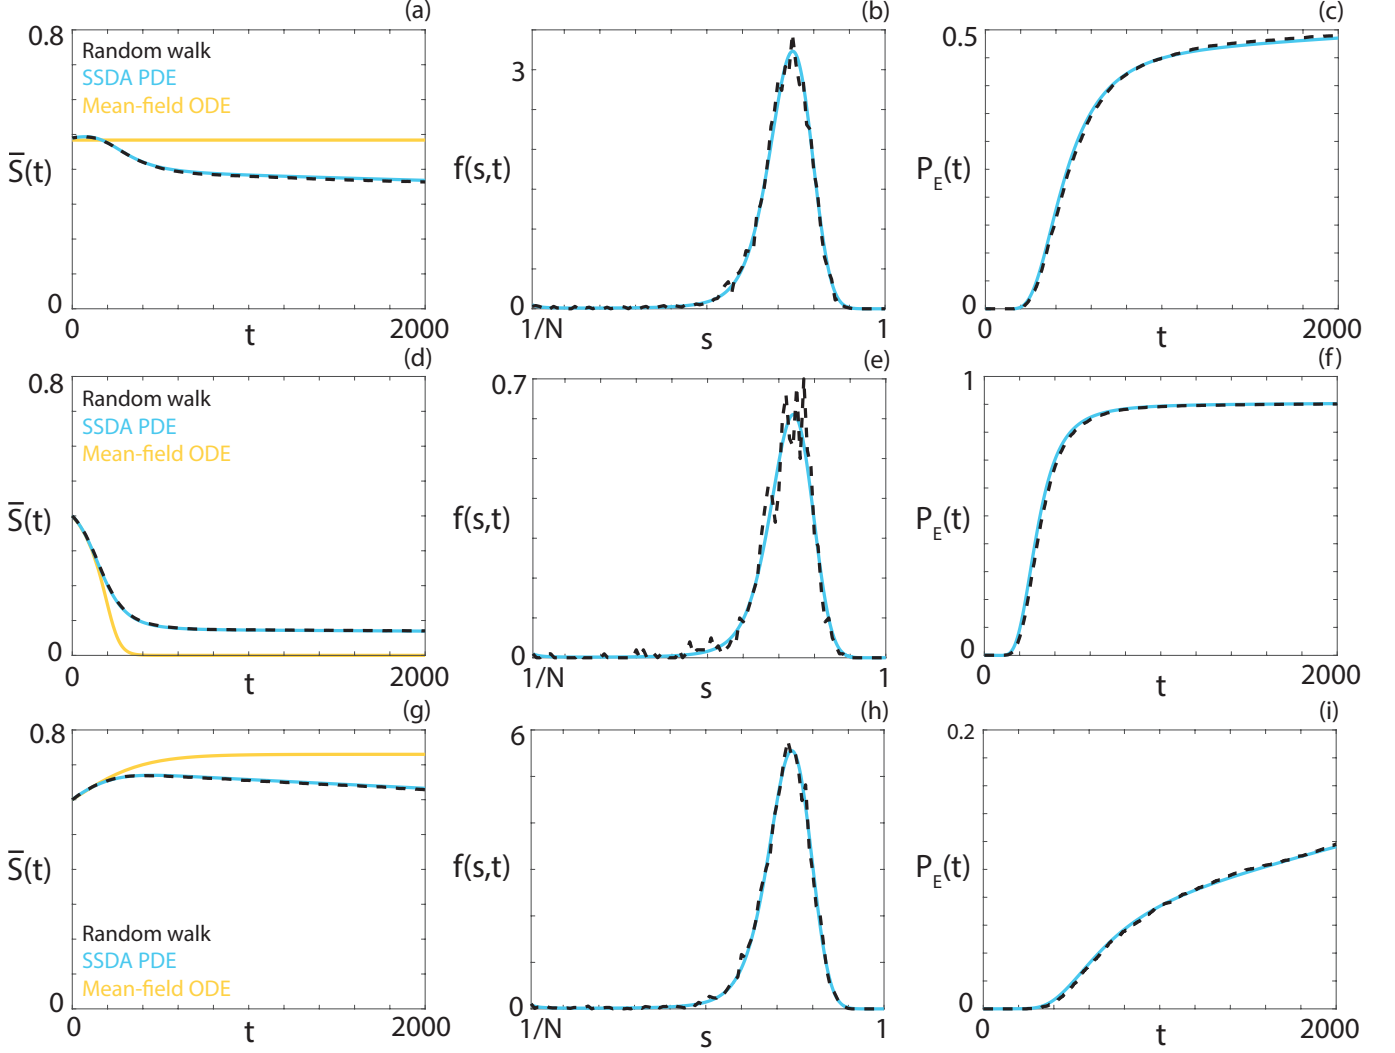 (a)
0.8
Random walk
SSDA PDE
Mean-field ODE
S̅(t)
0
0
t
2000
(b)
3
f(s,t)
0
1/N
s
1
(c)
0.5
P_E(t)
0
0
t
2000
(d)
0.8
Random walk
SSDA PDE
Mean-field ODE
S̅(t)
0
0
t
2000
(e)
0.7
f(s,t)
0
1/N
s
1
(f)
1
P_E(t)
0
0
t
2000
(g)
0.8
S̅(t)
Random walk
SSDA PDE
Mean-field ODE
0
0
t
2000
(h)
6
f(s,t)
0
1/N
s
1
(i)
0.2
P_E(t)
0
0
t
2000